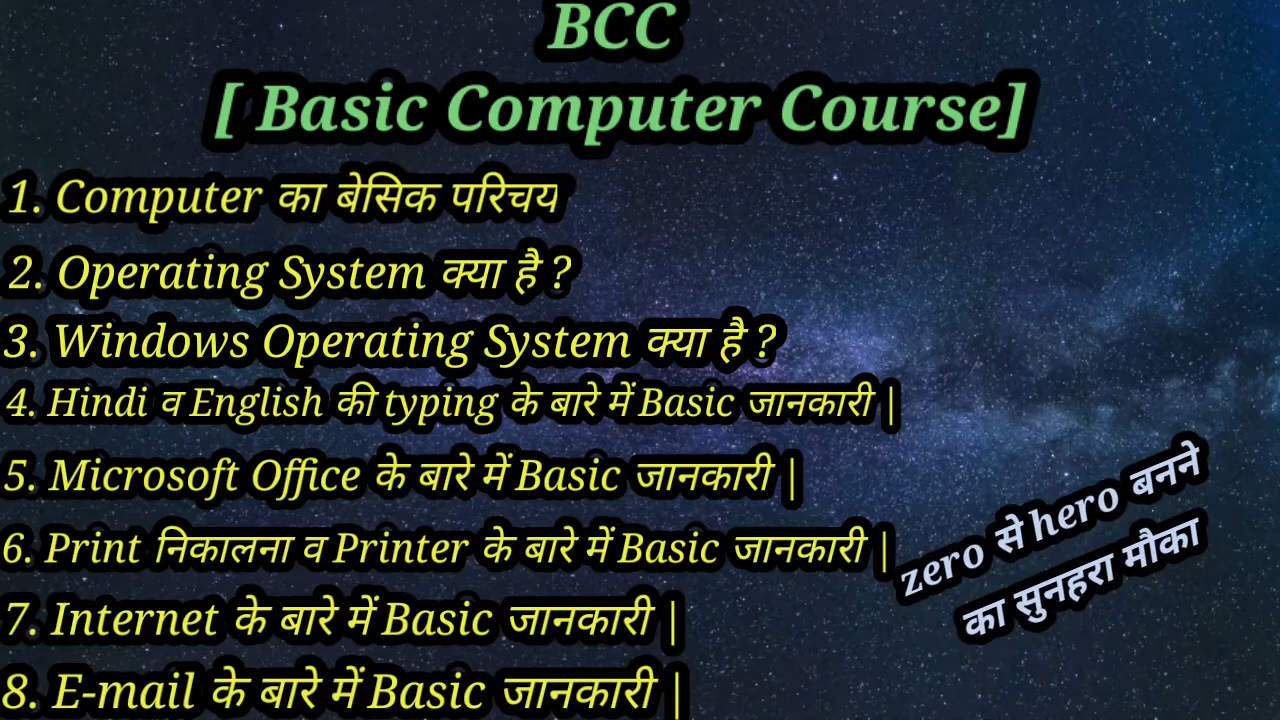 BCC
[ Basic Computer Course]
1. Computer का बेसिक परिचय
2. Operating System क्या है ?
3. Windows Operating System क्या है ?
4. Hindi व English की typing के बारे में Basic जानकारी |
5. Microsoft Office के बारे में Basic जानकारी |
6. Print निकालना व Printer के बारे में Basic जानकारी |
7. Internet के बारे में Basic जानकारी |
8. E-mail के बारे में Basic जानकारी |
zero से hero बनने
का सुनहरा मौका